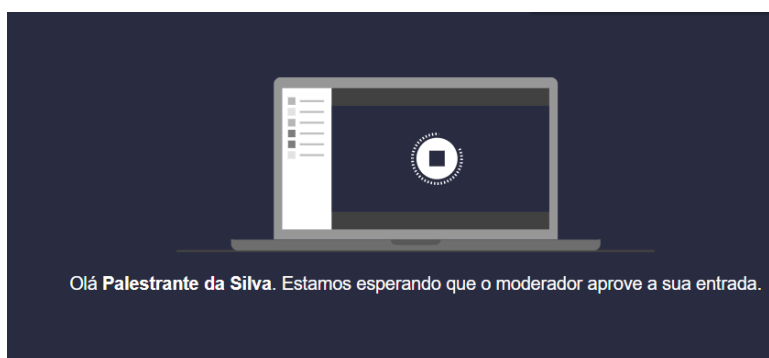 Olá Palestrante da Silva. Estamos esperando que o moderador aprove a sua entrada.